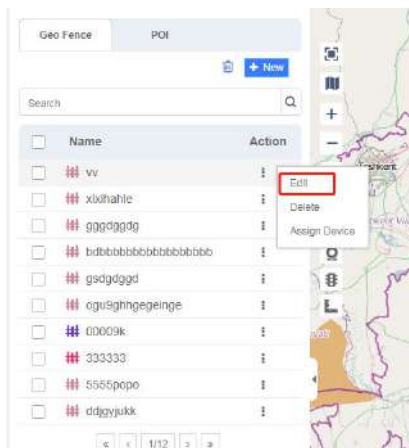 Geo Fence POI
+ New
Search
Name Action
vv
Edit
xixihahle
Delete
gggdggdg
Assign Device
bdbbbbbbbbbbbbbbbbb
gsdgdggd
ogu9ghhgegeinge
00009k
333333
5555popo
ddjgyjukk
« < 1/12 > »